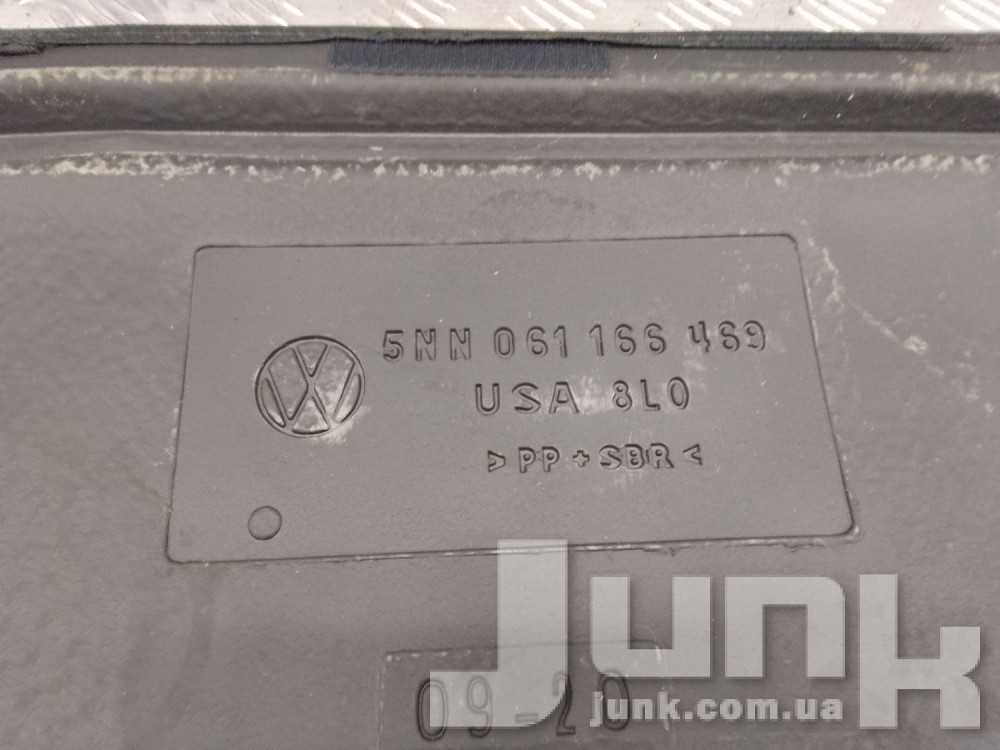 5NN 061 166 469
USA 8L0
>PP+SBR<
09-20
Junk
junk.com.ua